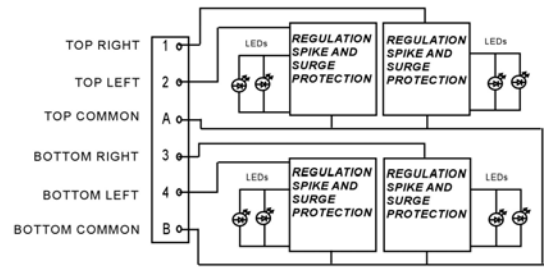 TOP RIGHT
1
TOP LEFT
2
TOP COMMON
A
BOTTOM RIGHT
3
BOTTOM LEFT
4
BOTTOM COMMON
B
LEDs
REGULATION
SPIKE AND
SURGE
PROTECTION
REGULATION
SPIKE AND
SURGE
PROTECTION
LEDs
LEDs
REGULATION
SPIKE AND
SURGE
PROTECTION
REGULATION
SPIKE AND
SURGE
PROTECTION
LEDs